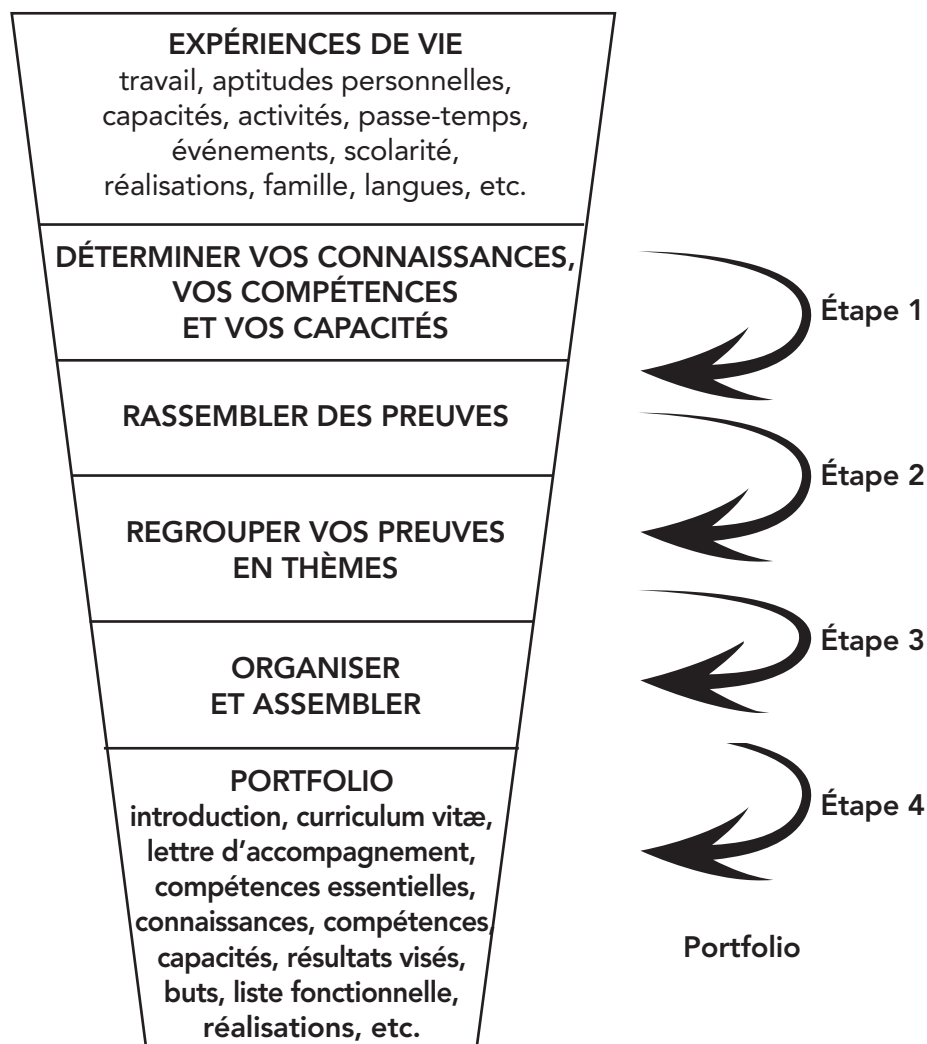 EXPÉRIENCES DE VIE
travail, aptitudes personnelles,
capacités, activités, passe-temps,
événements, scolarité,
réalisations, famille, langues, etc.
DÉTERMINER VOS CONNAISSANCES,
VOS COMPÉTENCES
ET VOS CAPACITÉS
Étape 1
RASSEMBLER DES PREUVES
Étape 2
REGROUPER VOS PREUVES
EN THÈMES
Étape 3
ORGANISER
ET ASSEMBLER
Étape 4
PORTFOLIO
introduction, curriculum vitæ,
lettre d’accompagnement,
compétences essentielles,
connaissances, compétences,
capacités, résultats visés,
buts, liste fonctionnelle,
réalisations, etc.
Portfolio